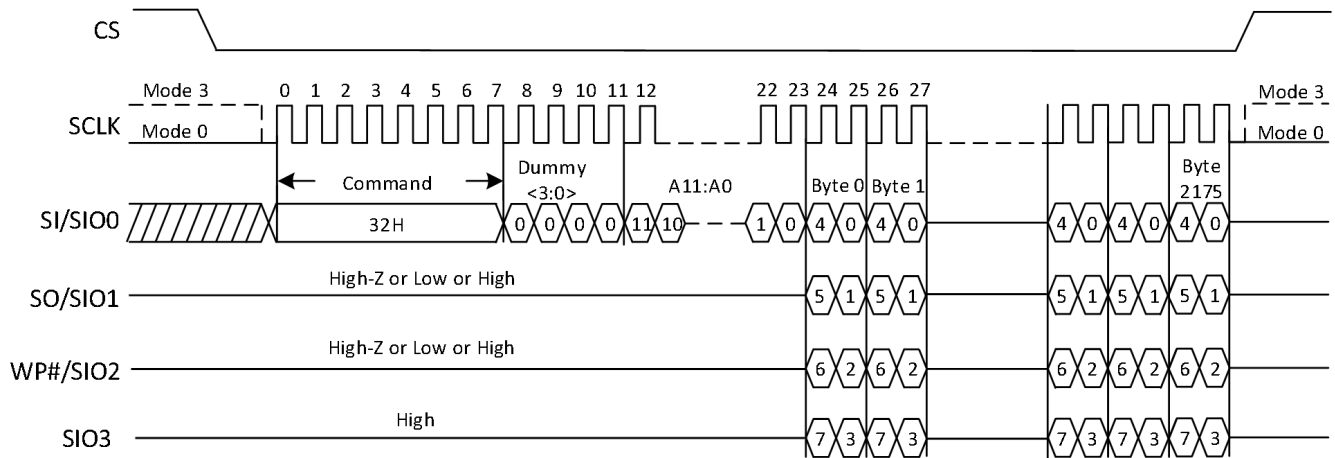 CS
Mode 3
0 1 2 3 4 5 6 7 8 9 10 11 12 22 23 24 25 26 27
Mode 3
SCLK
Mode 0
Mode 0
Command
Dummy
<3:0>
A11:A0
Byte 0
Byte 1
Byte
2175
SI/SIO0
32H
0 0 0 0 11 10 1 0 4 0 4 0 4 0 4 0 4 0
High-Z or Low or High
SO/SIO1
5 1 5 1 5 1 5 1 5 1
High-Z or Low or High
WP#/SIO2
6 2 6 2 6 2 6 2 6 2
High
SIO3
7 3 7 3 7 3 7 3 7 3